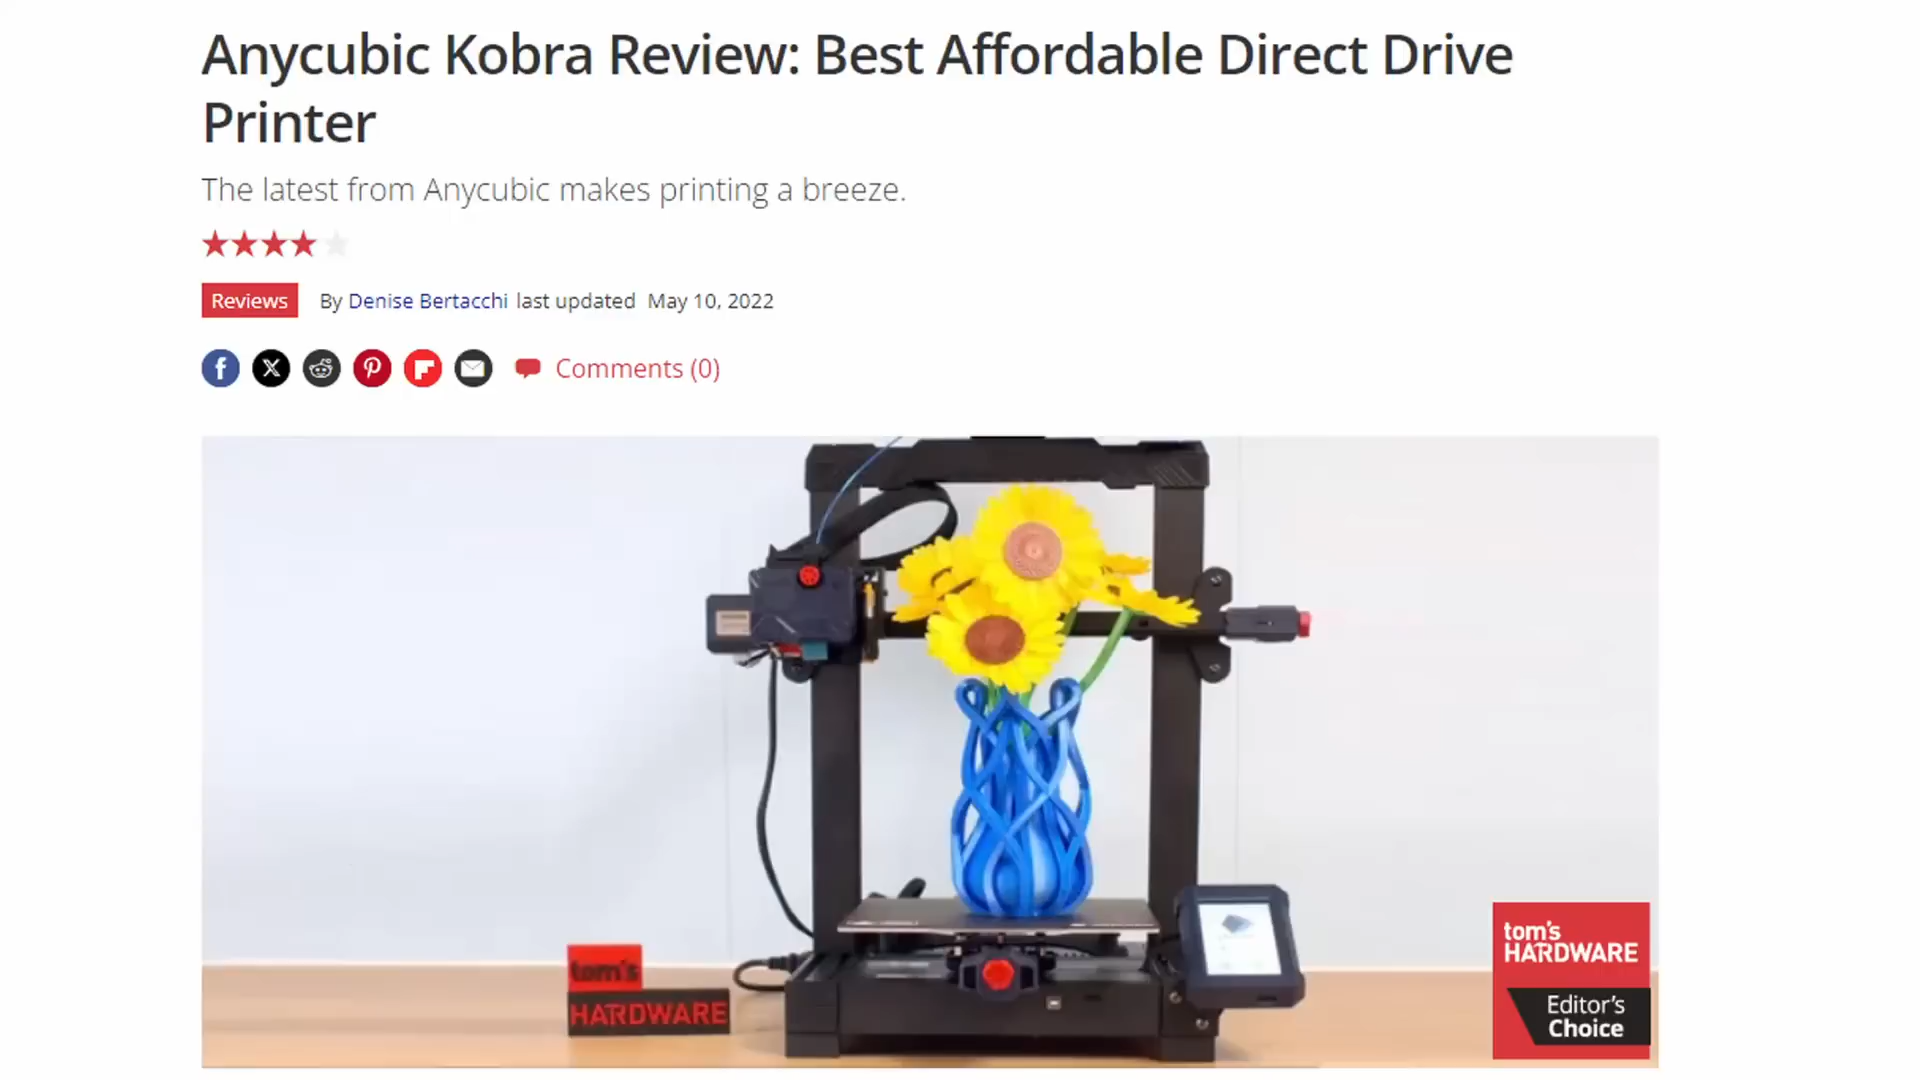 Anycubic Kobra Review: Best Affordable Direct Drive
Printer
The latest from Anycubic makes printing a breeze.
Reviews By Denise Bertacchi last updated May 10, 2022
Comments (0)
tom's
HARDWARE
tom's
HARDWARE
Editor's
Choice